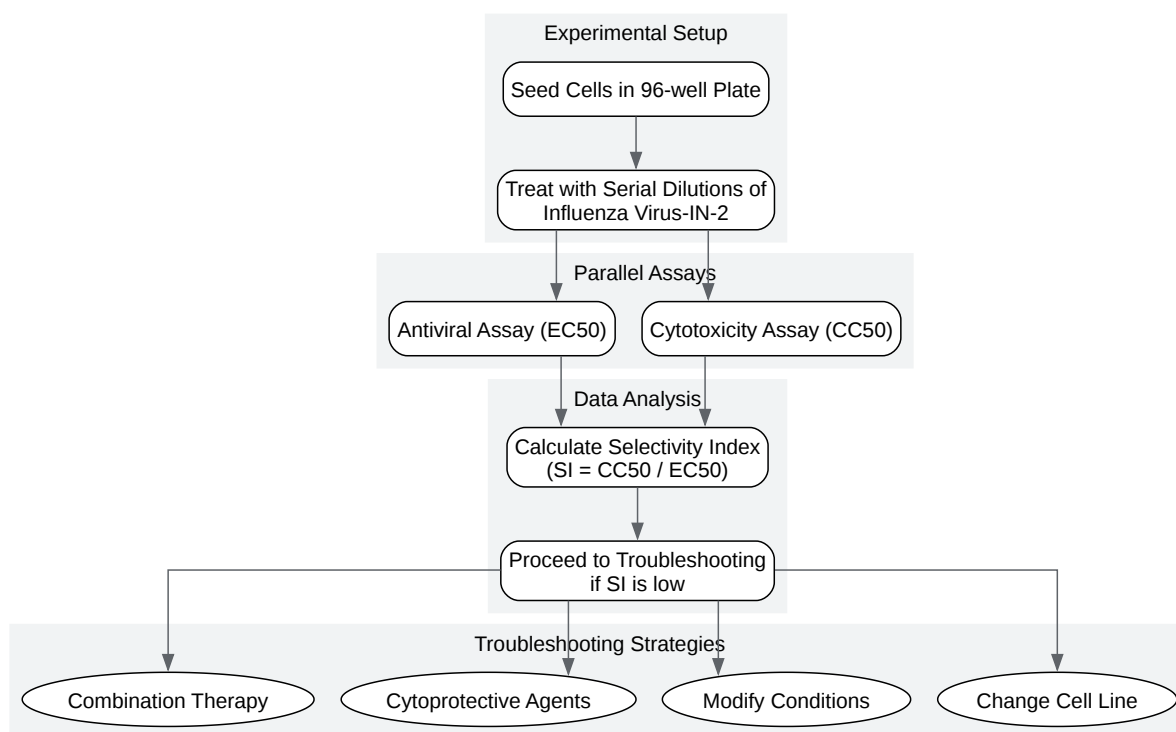 Experimental Setup
Seed Cells in 96-well Plate
Treat with Serial Dilutions of
Influenza Virus-IN-2
Parallel Assays
Antiviral Assay (EC50)
Cytotoxicity Assay (CC50)
Data Analysis
Calculate Selectivity Index
(SI = CC50 / EC50)
Proceed to Troubleshooting
if SI is low
Troubleshooting Strategies
Combination Therapy
Cytoprotective Agents
Modify Conditions
Change Cell Line